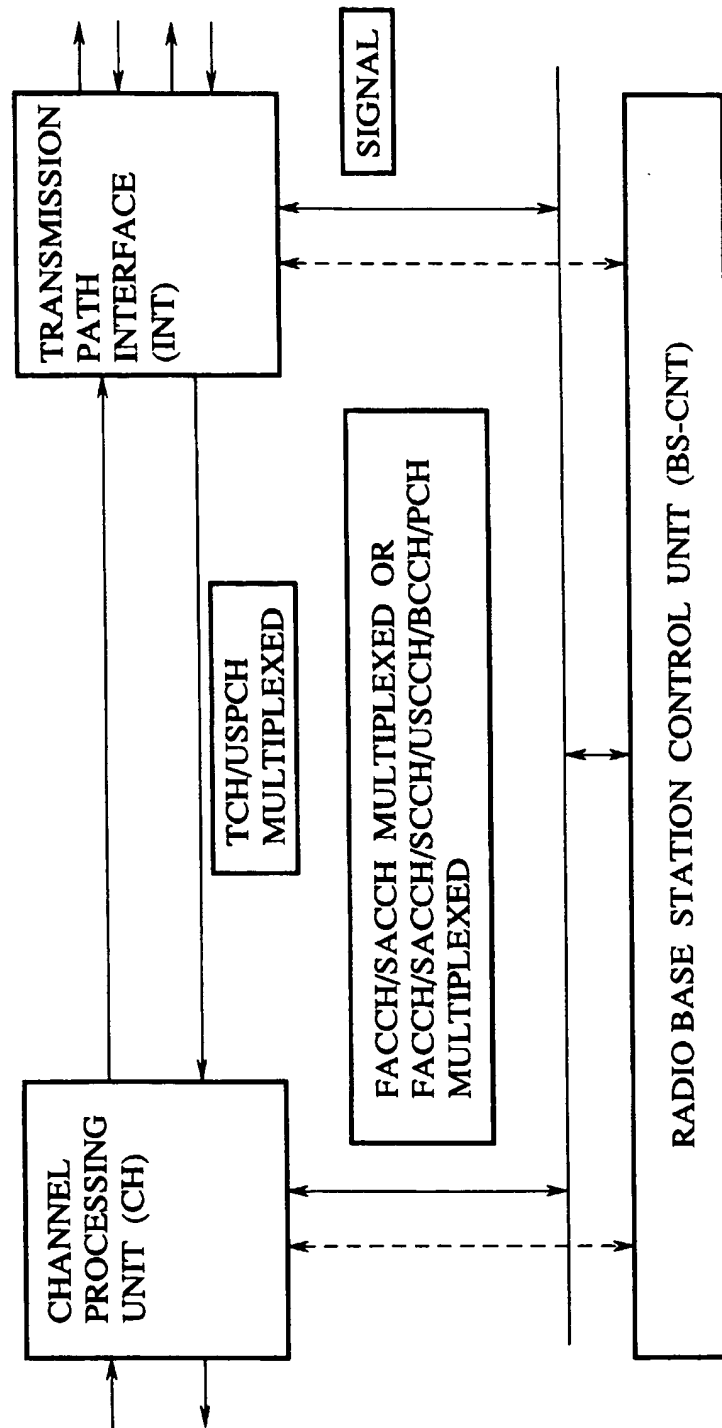 CHANNEL
PROCESSING
UNIT (CH)
TRANSMISSION
PATH
INTERFACE
(INT)
TCH/USPCH
MULTIPLEXED
SIGNAL
FACCH/SACCH MULTIPLEXED OR
FACCH/SACCH/SCCH/USCCH/BCCH/PCH
MULTIPLEXED
RADIO BASE STATION CONTROL UNIT (BS-CNT)